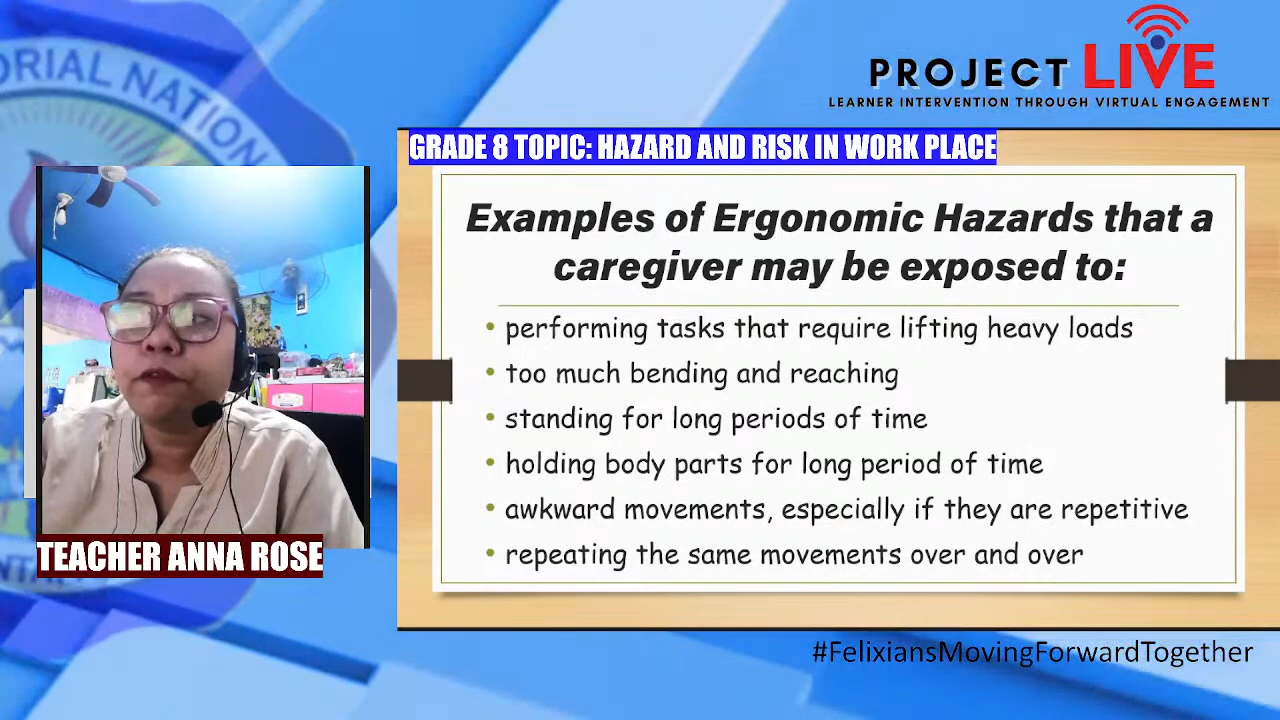 PROJECT LIVE
LEARNER INTERVENTION THROUGH VIRTUAL ENGAGEMENT
ORIAL NATION
GRADE 8 TOPIC: HAZARD AND RISK IN WORK PLACE
Examples of Ergonomic Hazards that a
caregiver may be exposed to:
• performing tasks that require lifting heavy loads
• too much bending and reaching
• standing for long periods of time
• holding body parts for long period of time
• awkward movements, especially if they are repetitive
• repeating the same movements over and over
TEACHER ANNA ROSE
#FelixiansMovingForwardTogether